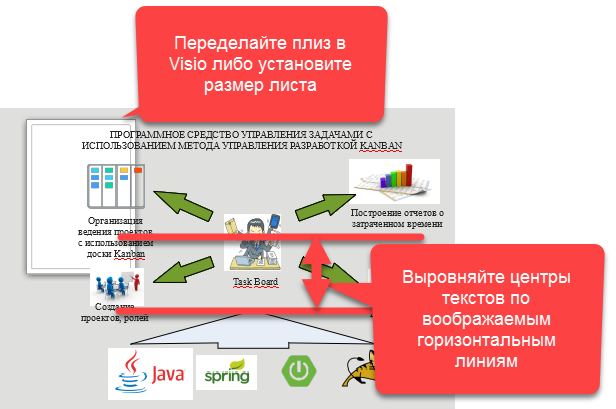 Переделайте плиз в
Visio либо установите
размер листа
ПРОГРАММНОЕ СРЕДСТВО УПРАВЛЕНИЯ ЗАДАЧАМИ С
ИСПОЛЬЗОВАНИЕМ МЕТОДА УПРАВЛЕНИЯ РАЗРАБОТКОЙ KANBAN
Организация
ведения проектов
с использованием
доски Kanban
Построение отчетов о
затраченном времени
Task Board
Создание
проектов, ролей
Выровняйте центры
текстов по
воображаемым
горизонтальным
линиям
Java
spring